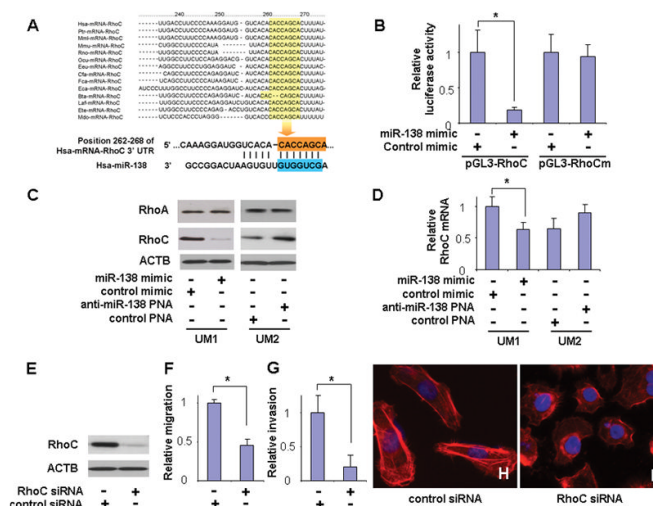 A
240 250 260 270
Hsa-mRNA-RhoC
Ptr-mRNA-RhoC
Mml-mRNA-RhoC
Mmu-mRNA-RhoC
Rno-mRNA-RhoC
Ocu-mRNA-RhoC
Cfa-mRNA-RhoC
Fca-mRNA-RhoC
Eca-mRNA-RhoC
Bta-mRNA-RhoC
Laf-mRNA-RhoC
Ete-mRNA-RhoC
Mdo-mRNA-RhoC
Position 262-268 of
Hsa-mRNA-RhoC 3' UTR
5' ...CAAAGGAUGGUCACA-CACCAGCA...
Hsa-miR-138
3' GCCGGACUAAGUGUUGUGGUCGA
B
Relative
luciferase activity
1
0.5
0
*
miR-138 mimic - + - +
Control mimic + - + -
pGL3-RhoC pGL3-RhoCm
C
RhoA
RhoC
ACTB
miR-138 mimic - +
control mimic + -
anti-miR-138 PNA - +
control PNA + -
UM1 UM2
D
Relative
RhoC mRNA
1
0.5
0
*
miR-138 mimic - +
control mimic + -
anti-miR-138 PNA - +
control PNA + -
UM1 UM2
E
RhoC
ACTB
RhoC siRNA - +
control siRNA + -
F
Relative migration
1
0.5
0
*
- +
+ -
G
Relative invasion
1
0.5
0
*
- +
+ -
H
control siRNA
RhoC siRNA